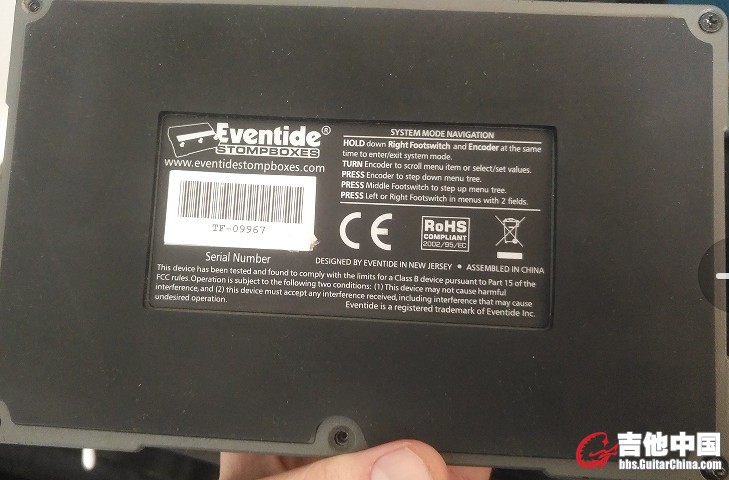 Eventide®
STOMPBOXES
www.eventidestompboxes.com
TF-09967
Serial Number
SYSTEM MODE NAVIGATION
HOLD down Right Footswitch and Encoder at the same
time to enter/exit system mode.
TURN Encoder to scroll menu item or select/set values.
PRESS Encoder to step down menu tree.
PRESS Middle Footswitch to step up menu tree.
PRESS Left or Right Footswitch in menus with 2 fields.
CE
RoHS
COMPLIANT
2002/95/EC
DESIGNED BY EVENTIDE IN NEW JERSEY • ASSEMBLED IN CHINA
This device has been tested and found to comply with the limits for a Class B device pursuant to Part 15 of the
FCC rules. Operation is subject to the following two conditions: (1) This device may not cause harmful
interference, and (2) this device must accept any interference received, including interference that may cause
undesired operation.
Eventide is a registered trademark of Eventide Inc.
吉他中国
bbs.GuitarChina.com